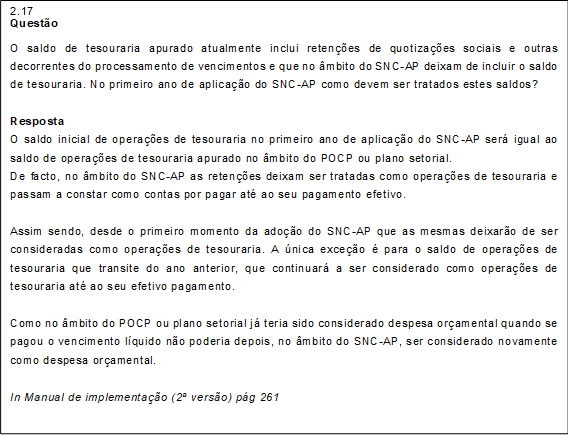 2.17
Questão
O saldo de tesouraria apurado atualmente inclui retenções de quotizações sociais e outras
decorrentes do processamento de vencimentos e que no âmbito do SNC-AP deixam de incluir o saldo
de tesouraria. No primeiro ano de aplicação do SNC-AP como devem ser tratados estes saldos?
Resposta
O saldo inicial de operações de tesouraria no primeiro ano de aplicação do SNC-AP será igual ao
saldo de operações de tesouraria apurado no âmbito do POCP ou plano setorial.
De facto, no âmbito do SNC-AP as retenções deixam ser tratadas como operações de tesouraria e
passam a constar como contas por pagar até ao seu pagamento efetivo.
Assim sendo, desde o primeiro momento da adoção do SNC-AP que as mesmas deixarão de ser
consideradas como operações de tesouraria. A única exceção é para o saldo de operações de
tesouraria que transite do ano anterior, que continuará a ser considerado como operações de
tesouraria até ao seu efetivo pagamento.
Como no âmbito do POCP ou plano setorial já teria sido considerado despesa orçamental quando se
pagou o vencimento líquido não poderia depois, no âmbito do SNC-AP, ser considerado novamente
como despesa orçamental.
In Manual de implementação (2ª versão) pág 261